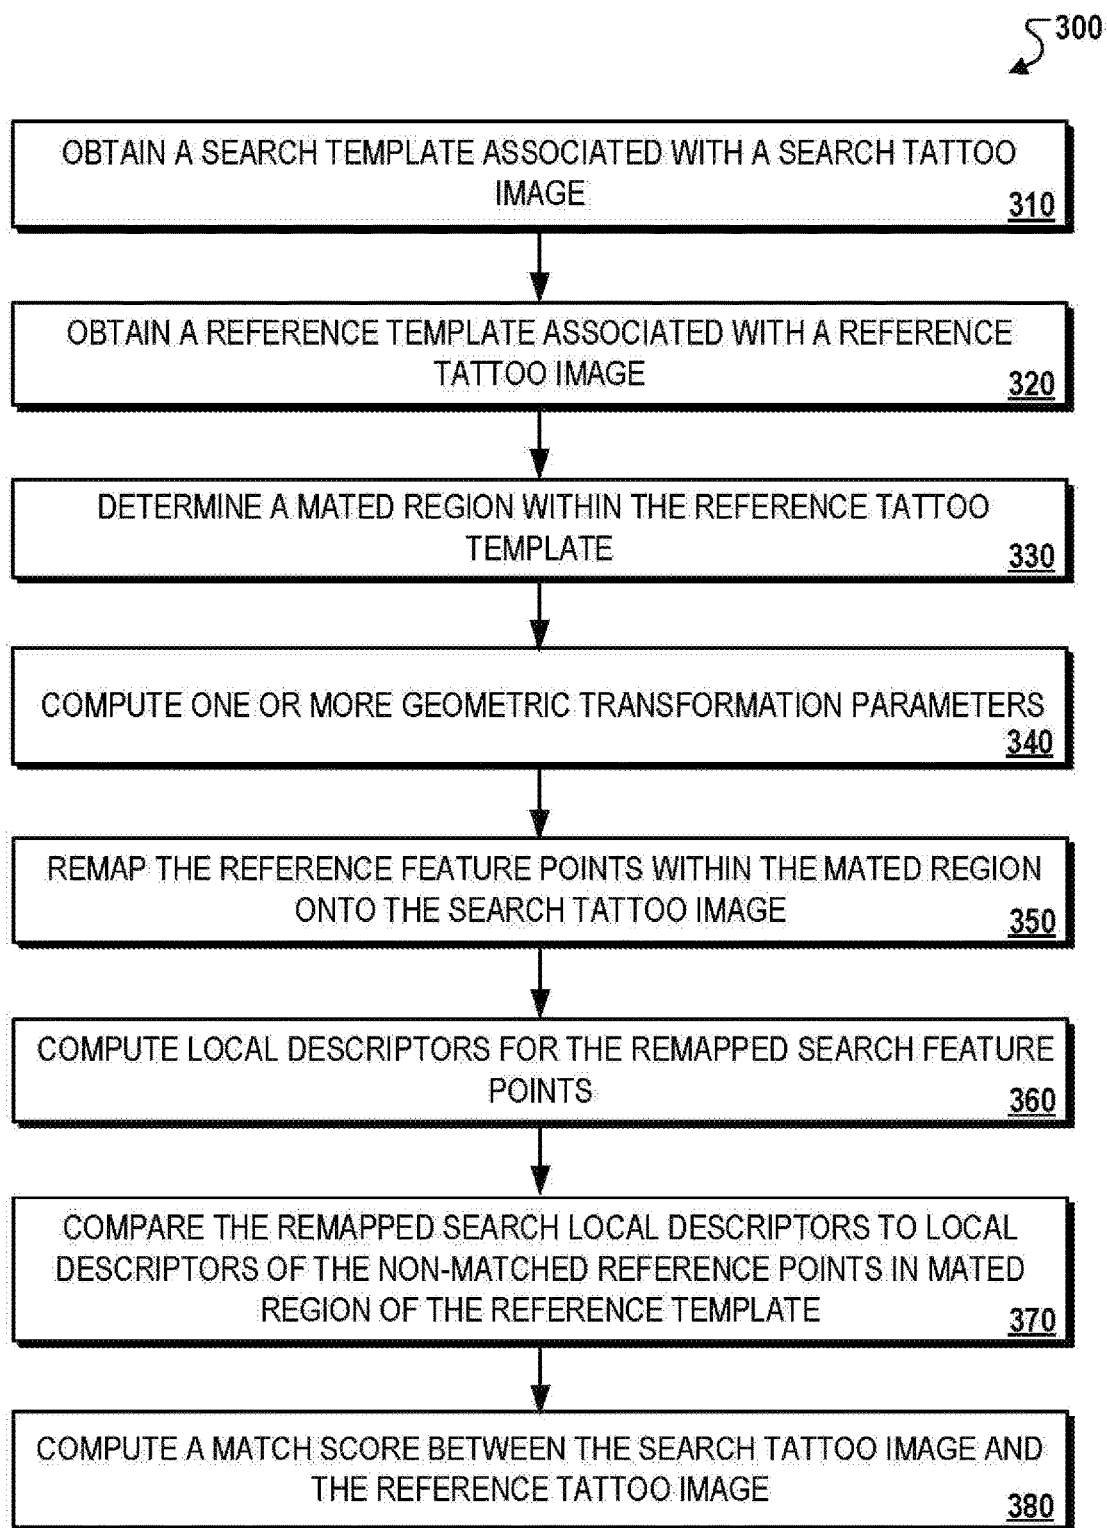 300
OBTAIN A SEARCH TEMPLATE ASSOCIATED WITH A SEARCH TATTOO
IMAGE
310
OBTAIN A REFERENCE TEMPLATE ASSOCIATED WITH A REFERENCE
TATTOO IMAGE
320
DETERMINE A MATED REGION WITHIN THE REFERENCE TATTOO
TEMPLATE
330
COMPUTE ONE OR MORE GEOMETRIC TRANSFORMATION PARAMETERS
340
REMAP THE REFERENCE FEATURE POINTS WITHIN THE MATED REGION
ONTO THE SEARCH TATTOO IMAGE
350
COMPUTE LOCAL DESCRIPTORS FOR THE REMAPPED SEARCH FEATURE
POINTS
360
COMPARE THE REMAPPED SEARCH LOCAL DESCRIPTORS TO LOCAL
DESCRIPTORS OF THE NON-MATCHED REFERENCE POINTS IN MATED
REGION OF THE REFERENCE TEMPLATE
370
COMPUTE A MATCH SCORE BETWEEN THE SEARCH TATTOO IMAGE AND
THE REFERENCE TATTOO IMAGE
380